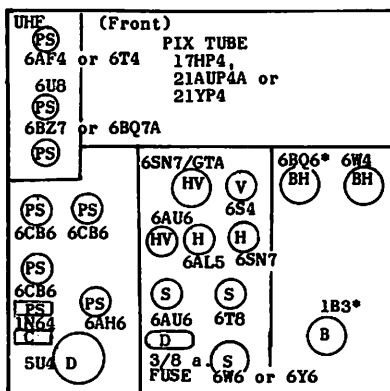 UHF (Front)
PS
6AF4 or 6T4
PIX TUBE
17HP4,
21AUP4A or
21YP4
6U8
PS
6BZ7 or 6BQ7A
PS
6SN7/GTA 6BQ6* 6W4
HV V BH BH
6S4
PS PS
6CB6 6CB6
6AU6
HV H H
6AL5 6SN7
PS
6CB6
S S
PS PS
1N64 6AH6
6AU6 6T8
1B3*
C
D
B
5U4 D
3/8 a.
FUSE
S
6W6 or 6Y6